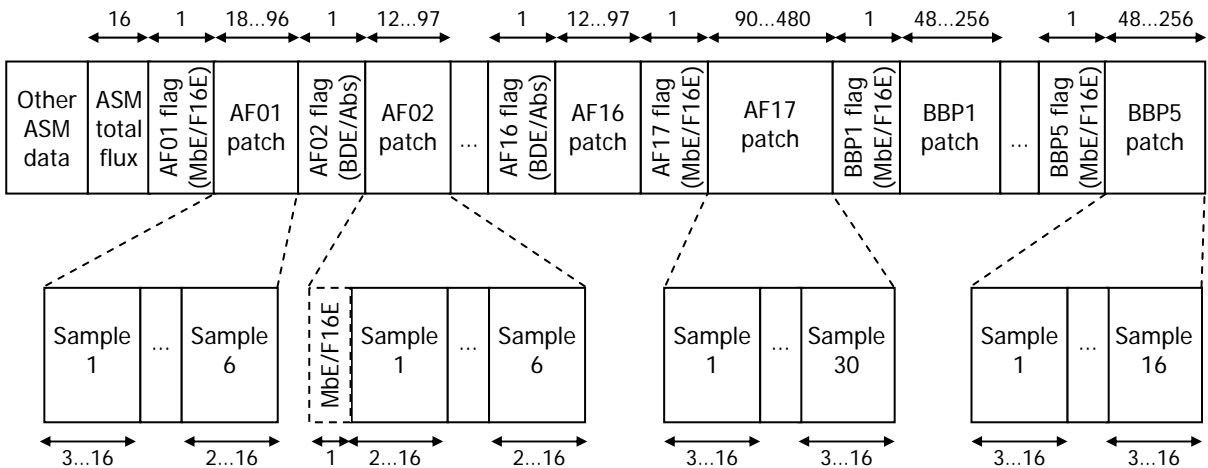 16 1 18...96 1 12...97 1 12...97 1 90...480 1 48...256 1 48...256
Other
ASM
data
ASM
total
flux
AF01 flag
(MbE/F16E)
AF01
patch
AF02 flag
(BDE/Abs)
AF02
patch
...
AF16 flag
(BDE/Abs)
AF16
patch
AF17 flag
(MbE/F16E)
AF17
patch
BBP1 flag
(MbE/F16E)
BBP1
patch
...
BBP5 flag
(MbE/F16E)
BBP5
patch
Sample
1
...
Sample
6
MbE/F16E
Sample
1
...
Sample
6
Sample
1
...
Sample
30
Sample
1
...
Sample
16
3...16 2...16 1 2...16 2...16 3...16 3...16 3...16 3...16